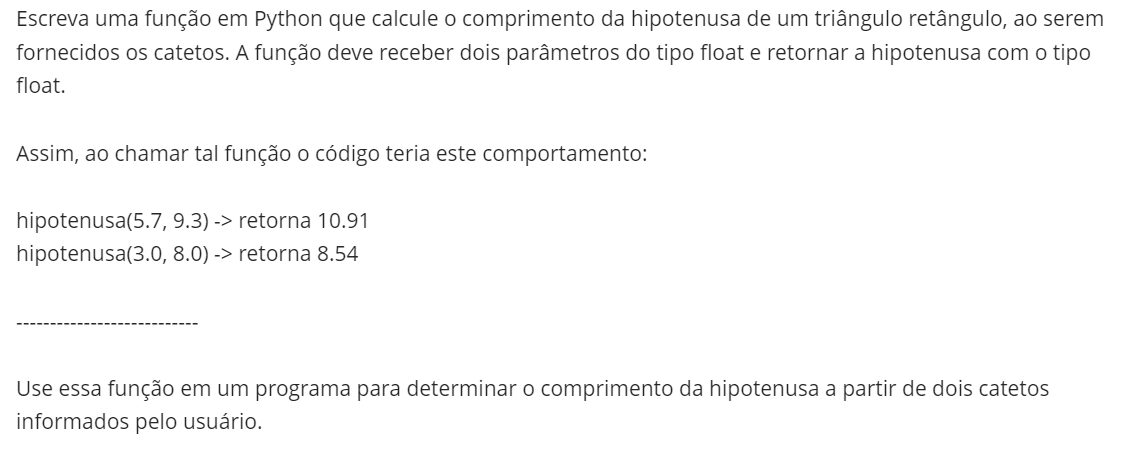 Escreva uma função em Python que calcule o comprimento da hipotenusa de um triângulo retângulo, ao serem
fornecidos os catetos. A função deve receber dois parâmetros do tipo float e retornar a hipotenusa com o tipo
float.
Assim, ao chamar tal função o código teria este comportamento:
hipotenusa(5.7, 9.3) -> retorna 10.91
hipotenusa(3.0, 8.0) -> retorna 8.54
---------------------------
Use essa função em um programa para determinar o comprimento da hipotenusa a partir de dois catetos
informados pelo usuário.